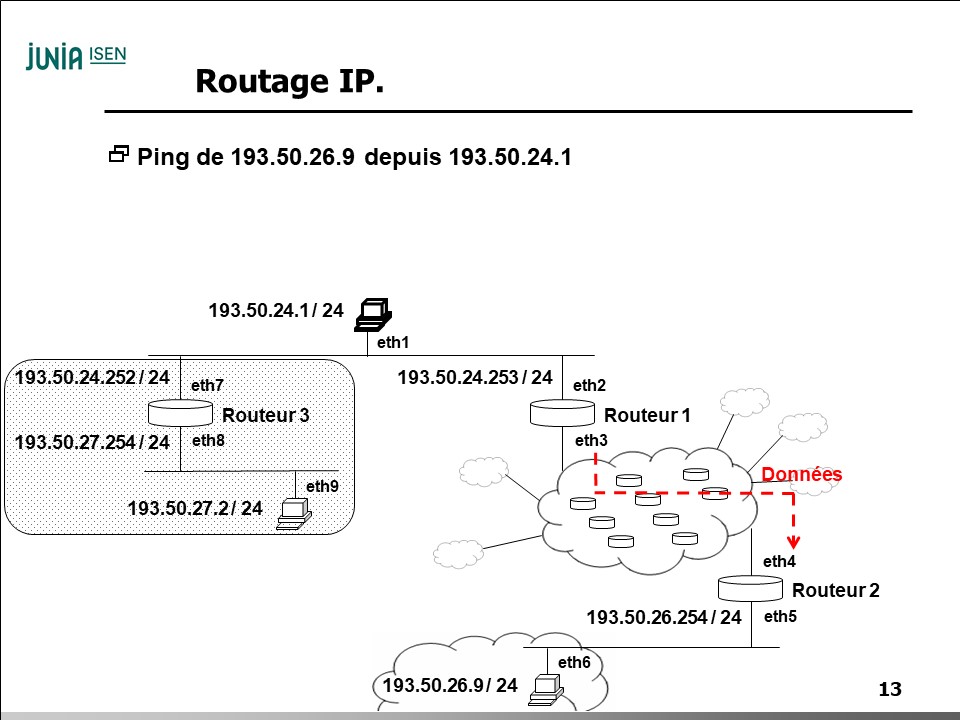 JUNIA ISEN
Routage IP.
Ping de 193.50.26.9 depuis 193.50.24.1
193.50.24.1 / 24
eth1
193.50.24.252 / 24
eth7
193.50.24.253 / 24
eth2
Routeur 3
Routeur 1
193.50.27.254 / 24
eth8
eth3
Données
eth9
193.50.27.2 / 24
eth4
Routeur 2
193.50.26.254 / 24
eth5
eth6
193.50.26.9 / 24
13